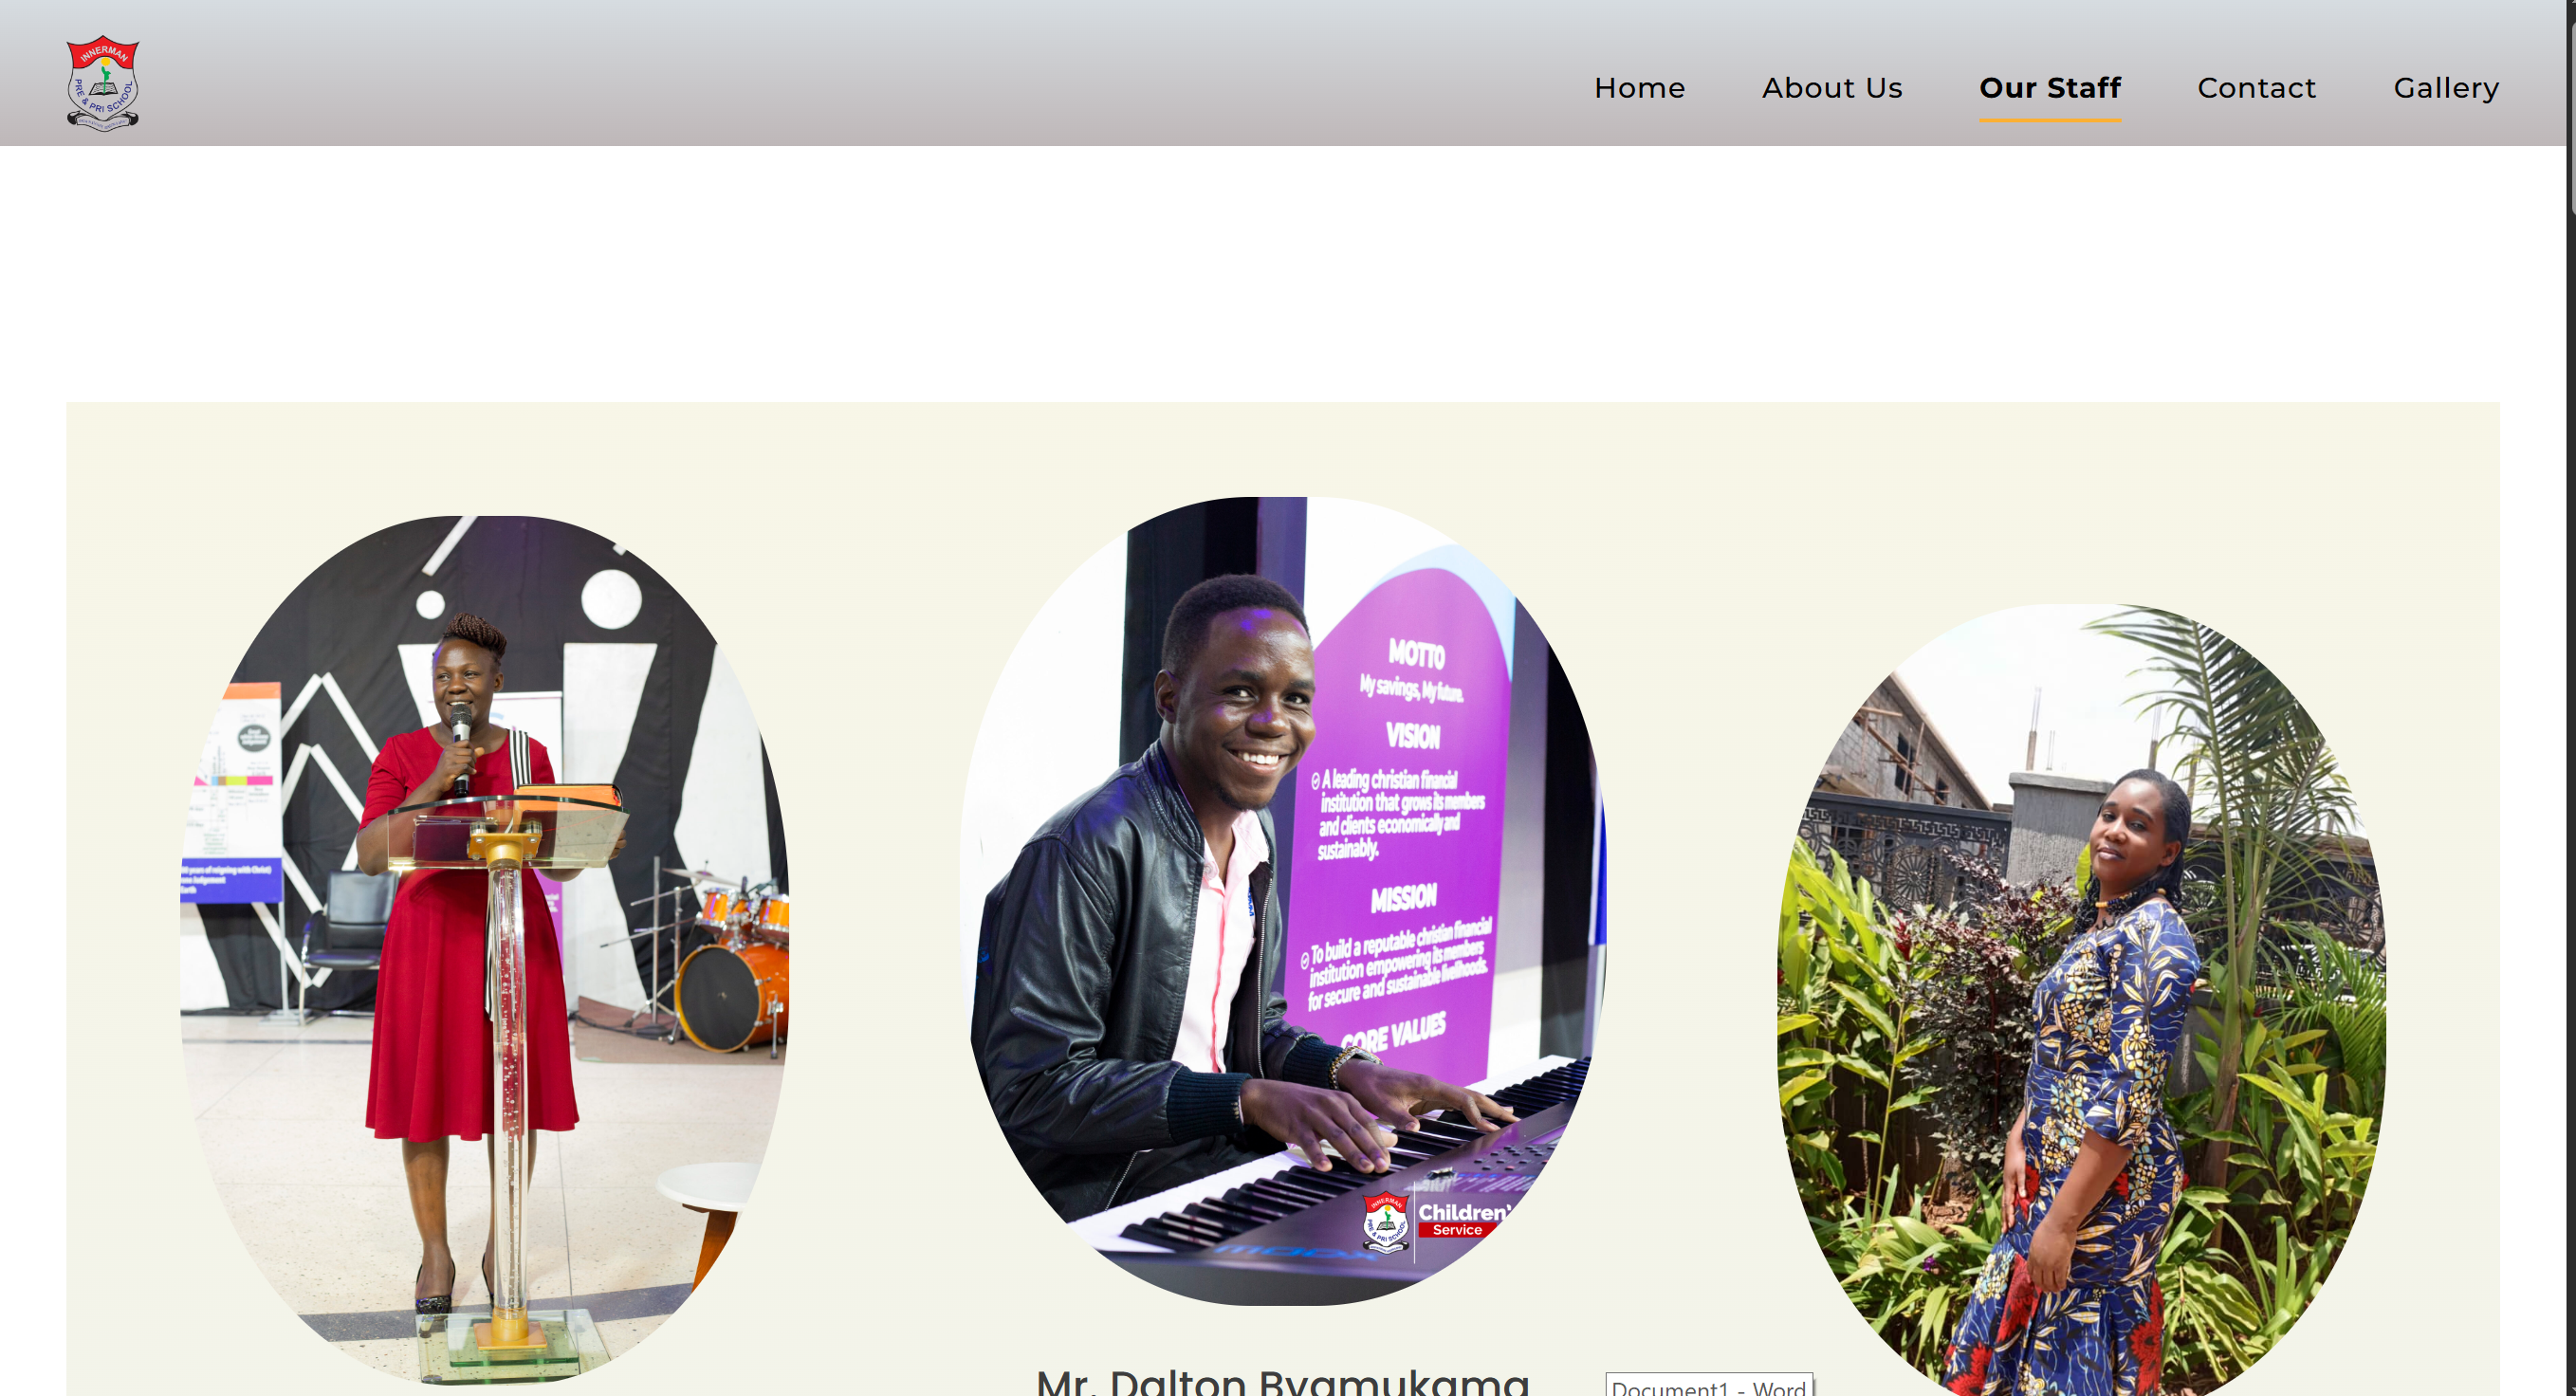 INNERMAN
PRE & PRI SCHOOL
Home
About Us
Our Staff
Contact
Gallery
MOTTO
My savings, My future.
VISION
A leading christian financial
institution that grows its members
and clients economically and
sustainably.
MISSION
To build a reputable christian financial
institution empowering its members
for secure and sustainable livelihoods.
CORE VALUES
INNERMAN
PRE & PRI SCHOOL
Children'
Service
Mr. Dalton Byamukama
Document1 - Word